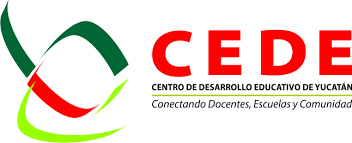 CEDE
CENTRO DE DESARROLLO EDUCATIVO DE YUCATÁN
Conectando Docentes, Escuelas y Comunidad